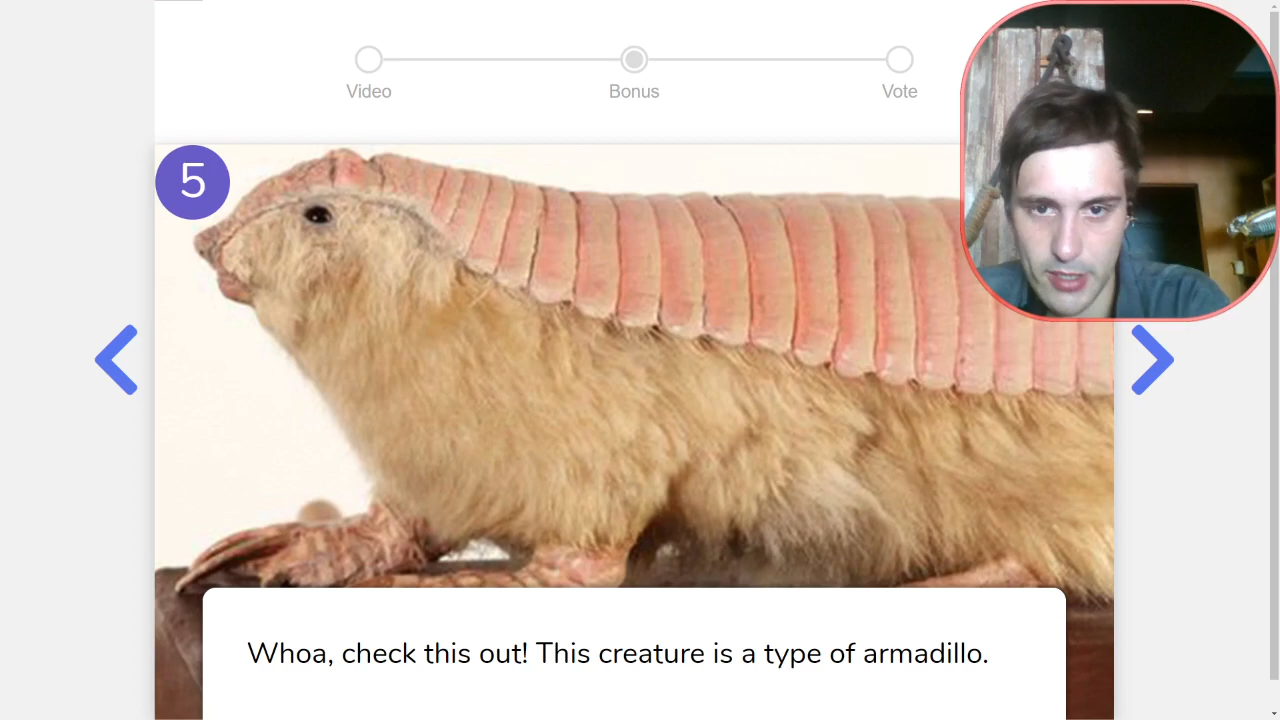 Video
Bonus
Vote
5
Whoa, check this out! This creature is a type of armadillo.